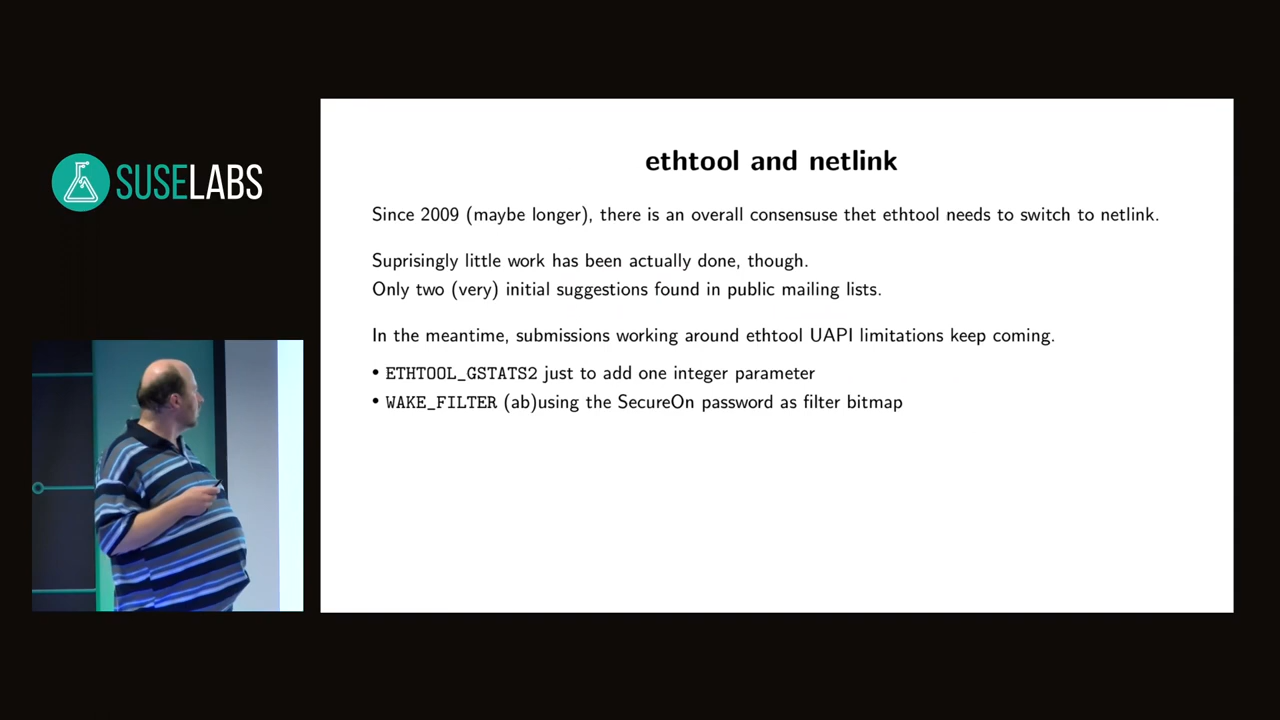 SUSELABS
ethtool and netlink
Since 2009 (maybe longer), there is an overall consensuse thet ethtool needs to switch to netlink.
Suprisingly little work has been actually done, though.
Only two (very) initial suggestions found in public mailing lists.
In the meantime, submissions working around ethtool UAPI limitations keep coming.
• ETHTOOL_GSTATS2 just to add one integer parameter
• WAKE_FILTER (ab)using the SecureOn password as filter bitmap